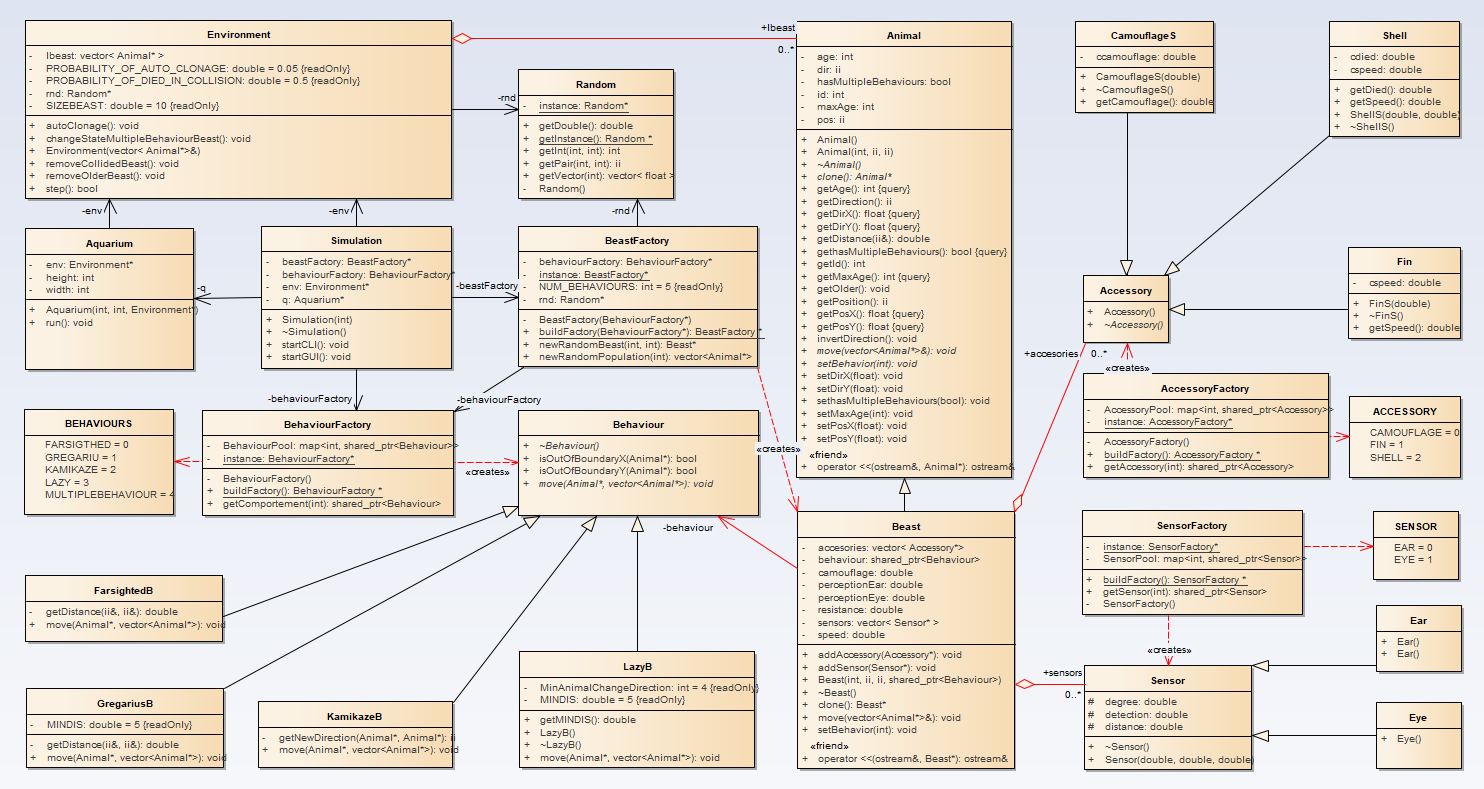 Environment
- lbeast: vector< Animal* >
- PROBABILITY_OF_AUTO_CLONAGE: double = 0.05 {readOnly}
- PROBABILITY_OF_DIED_IN_COLLISION: double = 0.5 {readOnly}
- rnd: Random*
- SIZEBEAST: double = 10 {readOnly}
+ autoClonage(): void
+ changeStateMultipleBehaviourBeast(): void
+ Environment(vector< Animal*>&)
+ removeCollidedBeast(): void
+ removeOlderBeast(): void
+ step(): bool
+lbeast
0..*
-rnd
Random
- instance: Random*
+ getDouble(): double
+ getInstance(): Random *
+ getInt(int, int): int
+ getPair(int, int): ii
+ getVector(int): vector< float >
- Random()
Animal
- age: int
- dir: ii
- hasMultipleBehaviours: bool
- id: int
- maxAge: int
- pos: ii
+ Animal()
+ Animal(int, ii, ii)
+ ~Animal()
+ clone(): Animal*
+ getAge(): int {query}
+ getDirection(): ii
+ getDirX(): float {query}
+ getDirY(): float {query}
+ getDistance(ii&): double
+ gethasMultipleBehaviours(): bool {query}
+ getId(): int
+ getMaxAge(): int {query}
+ getOlder(): void
+ getPosition(): ii
+ getPosX(): float {query}
+ getPosY(): float {query}
+ invertDirection(): void
+ move(vector<Animal*>&): void
+ setBehavior(int): void
+ setDirX(float): void
+ setDirY(float): void
+ sethasMultipleBehaviours(bool): void
+ setMaxAge(int): void
+ setPosX(float): void
+ setPosY(float): void
«friend»
+ operator <<(ostream&, Animal*): ostream&
CamouflageS
- ccamouflage: double
+ CamouflageS(double)
+ ~CamouflageS()
+ getCamouflage(): double
Shell
- cdied: double
- cspeed: double
+ getDied(): double
+ getSpeed(): double
+ ShellS(double, double)
+ ~ShellS()
-env
-env
-rnd
Aquarium
- env: Environment*
- height: int
- width: int
+ Aquarium(int, int, Environment*)
+ run(): void
-q
Simulation
- beastFactory: BeastFactory*
- behaviourFactory: BehaviourFactory*
- env: Environment*
- q: Aquarium*
+ Simulation(int)
+ ~Simulation()
+ startCLI(): void
+ startGUI(): void
-beastFactory
BeastFactory
- behaviourFactory: BehaviourFactory*
- instance: BeastFactory*
- NUM_BEHAVIOURS: int = 5 {readOnly}
- rnd: Random*
- BeastFactory(BehaviourFactory*)
+ buildFactory(BehaviourFactory*): BeastFactory *
+ newRandomBeast(int, int): Beast*
+ newRandomPopulation(int): vector<Animal*>
Accessory
+ Accessory()
+ ~Accessory()
Fin
- cspeed: double
+ FinS(double)
+ ~FinS()
+ getSpeed(): double
+accesories
0..*
«creates»
-behaviourFactory
-behaviourFactory
BEHAVIOURS
FARSIGTHED = 0
GREGARIU = 1
KAMIKAZE = 2
LAZY = 3
MULTIPLEBEHAVIOUR = 4
BehaviourFactory
- BehaviourPool: map<int, shared_ptr<Behaviour>>
- instance: BehaviourFactory*
- BehaviourFactory()
+ buildFactory(): BehaviourFactory *
+ getComportement(int): shared_ptr<Behaviour>
«creates»
Behaviour
+ ~Behaviour()
+ isOutOfBoundaryX(Animal*): bool
+ isOutOfBoundaryY(Animal*): bool
+ move(Animal*, vector<Animal*>): void
«creates»
AccessoryFactory
- AccessoryPool: map<int, shared_ptr<Accessory>>
- instance: AccessoryFactory*
- AccessoryFactory()
+ buildFactory(): AccessoryFactory *
+ getAccessory(int): shared_ptr<Accessory>
ACCESSORY
CAMOUFLAGE = 0
FIN = 1
SHELL = 2
-behaviour
Beast
- accesories: vector< Accessory*>
- behaviour: shared_ptr<Behaviour>
- camouflage: double
- perceptionEar: double
- perceptionEye: double
- resistance: double
- sensors: vector< Sensor* >
- speed: double
+ addAccessory(Accessory*): void
+ addSensor(Sensor*): void
+ Beast(int, ii, ii, shared_ptr<Behaviour>)
+ ~Beast()
+ clone(): Beast*
+ move(vector<Animal*>&): void
+ setBehavior(int): void
«friend»
+ operator <<(ostream&, Beast*): ostream&
SensorFactory
- instance: SensorFactory*
- SensorPool: map<int, shared_ptr<Sensor>>
+ buildFactory(): SensorFactory *
+ getSensor(int): shared_ptr<Sensor>
- SensorFactory()
SENSOR
EAR = 0
EYE = 1
FarsightedB
- getDistance(ii&, ii&): double
+ move(Animal*, vector<Animal*>): void
«creates»
Ear
+ Ear()
+ Ear()
+sensors
0..*
Sensor
# degree: double
# detection: double
# distance: double
+ ~Sensor()
+ Sensor(double, double, double)
Eye
+ Eye()
GregariusB
- MINDIS: double = 5 {readOnly}
- getDistance(ii&, ii&): double
+ move(Animal*, vector<Animal*>): void
KamikazeB
- getNewDirection(Animal*, Animal*): ii
+ move(Animal*, vector<Animal*>): void
LazyB
- MinAnimalChangeDirection: int = 4 {readOnly}
- MINDIS: double = 5 {readOnly}
+ getMINDIS(): double
+ LazyB()
+ ~LazyB()
+ move(Animal*, vector<Animal*>): void